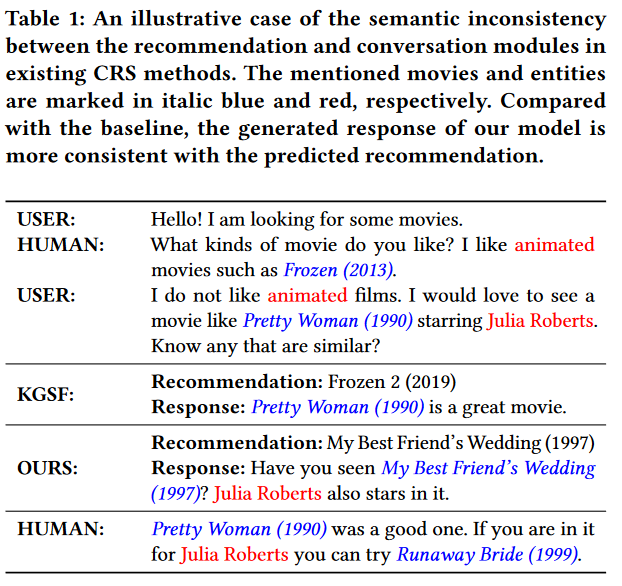 Table 1: An illustrative case of the semantic inconsistency
between the recommendation and conversation modules in
existing CRS methods. The mentioned movies and entities
are marked in italic blue and red, respectively. Compared
with the baseline, the generated response of our model is
more consistent with the predicted recommendation.
USER: Hello! I am looking for some movies.
HUMAN: What kinds of movie do you like? I like animated
movies such as Frozen (2013).
USER: I do not like animated films. I would love to see a
movie like Pretty Woman (1990) starring Julia Roberts.
Know any that are similar?
KGSF: Recommendation: Frozen 2 (2019)
Response: Pretty Woman (1990) is a great movie.
OURS: Recommendation: My Best Friend's Wedding (1997)
Response: Have you seen My Best Friend's Wedding
(1997)? Julia Roberts also stars in it.
HUMAN: Pretty Woman (1990) was a good one. If you are in it
for Julia Roberts you can try Runaway Bride (1999).